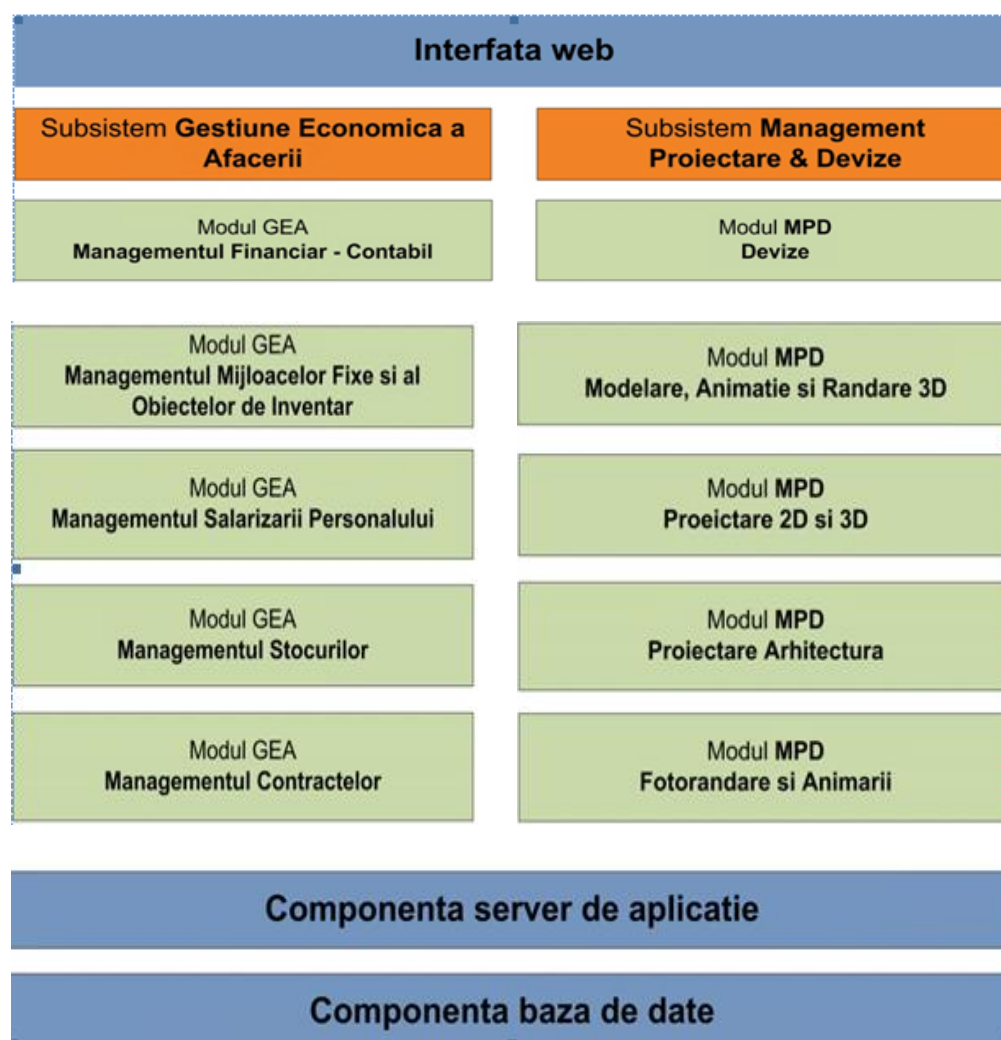 Interfata web
Subsistem Gestiune Economica a
Afacerii
Subsistem Management
Proiectare & Devize
Modul GEA
Managementul Financiar - Contabil
Modul MPD
Devize
Modul GEA
Managementul Mijloacelor Fixe si al
Obiectelor de Inventar
Modul MPD
Modelare, Animatie si Randare 3D
Modul GEA
Managementul Salarizarii Personalului
Modul MPD
Proeictare 2D si 3D
Modul GEA
Managementul Stocurilor
Modul MPD
Proiectare Arhitectura
Modul GEA
Managementul Contractelor
Modul MPD
Fotorandare si Animarii
Componenta server de aplicatie
Componenta baza de date